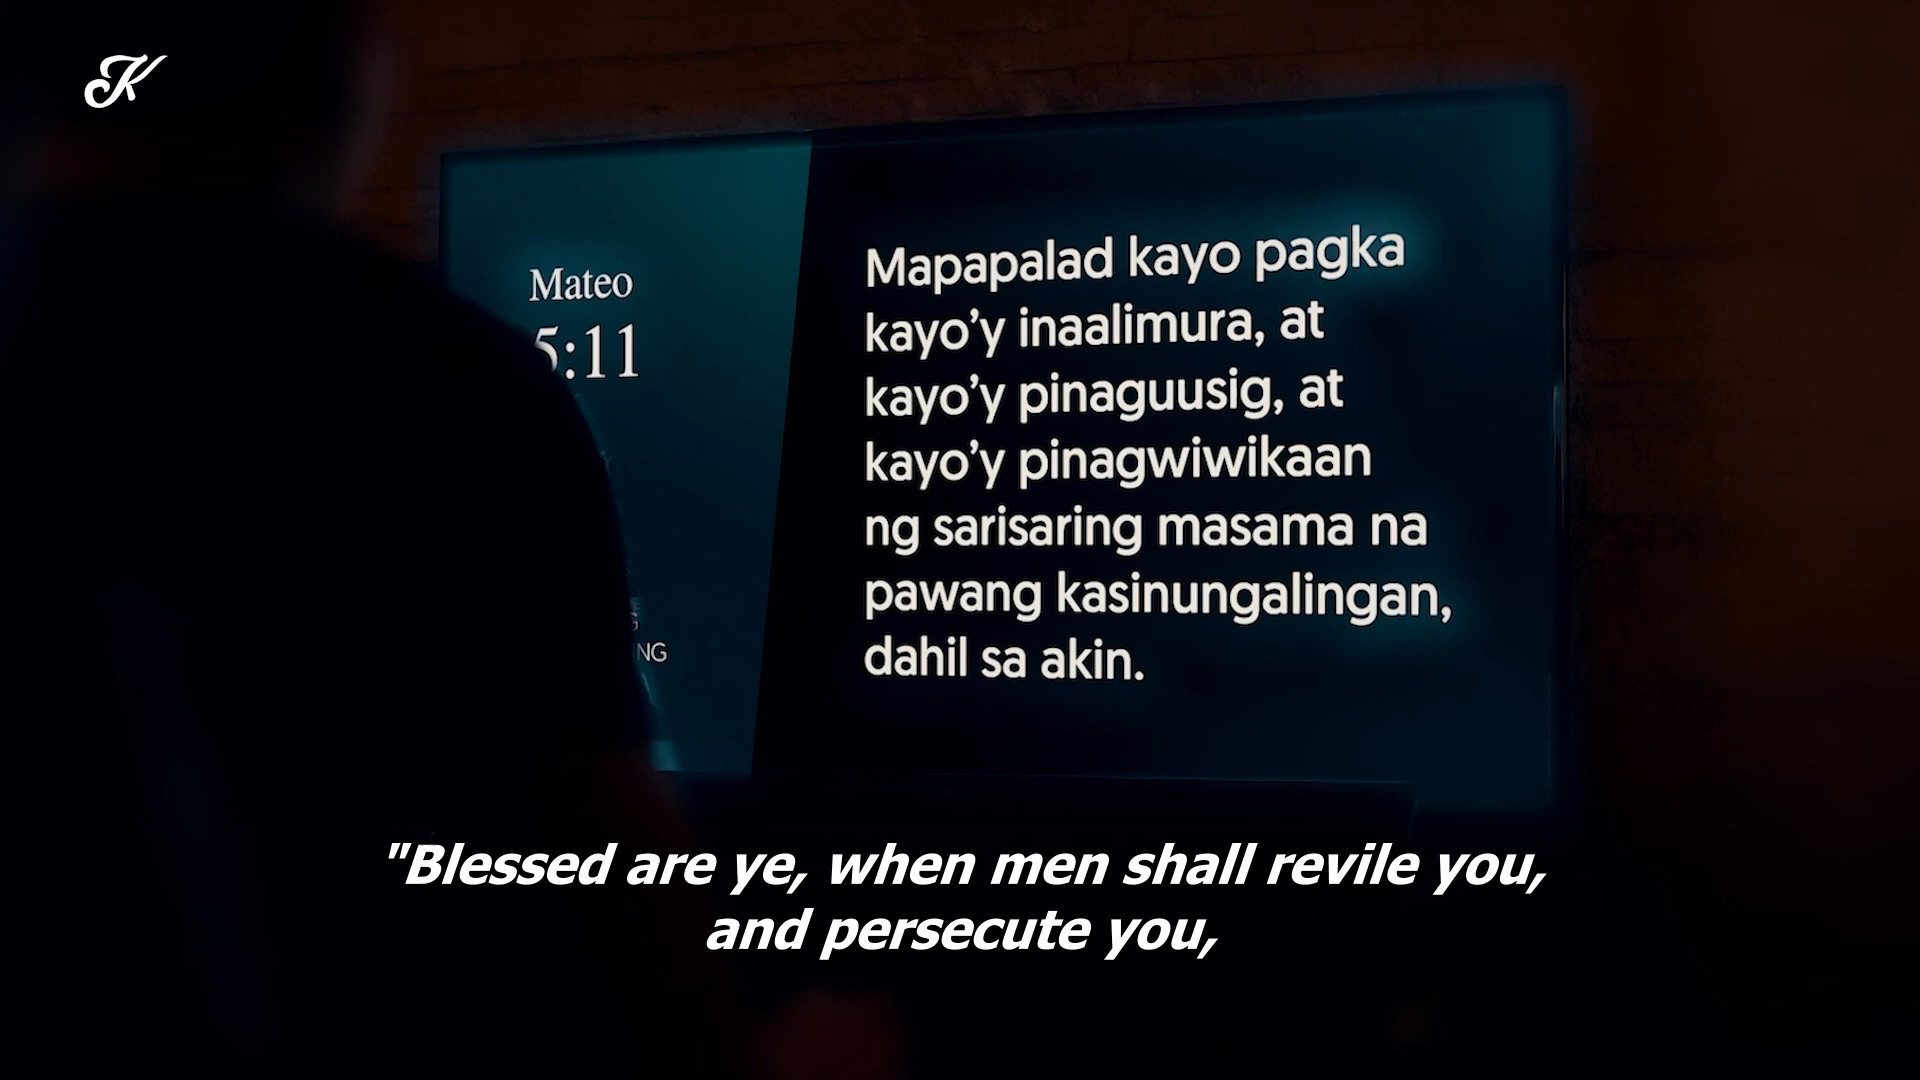 K
Mateo
5:11
NG
Mapapalad kayo pagka
kayo’y inaalimura, at
kayo’y pinaguusig, at
kayo’y pinagwiwikaan
ng sarisaring masama na
pawang kasinungalingan,
dahil sa akin.
"Blessed are ye, when men shall revile you,
and persecute you,